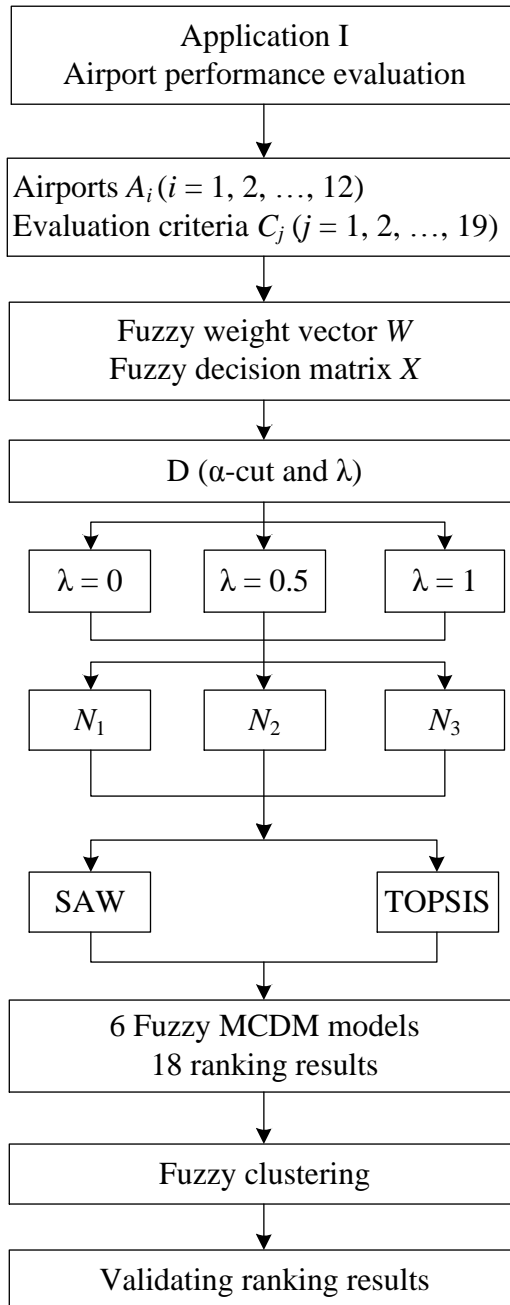 Application I
Airport performance evaluation
Airports A_i (i = 1, 2, …, 12)
Evaluation criteria C_j (j = 1, 2, …, 19)
Fuzzy weight vector W
Fuzzy decision matrix X
D (α-cut and λ)
λ = 0 λ = 0.5 λ = 1
N_1 N_2 N_3
SAW TOPSIS
6 Fuzzy MCDM models
18 ranking results
Fuzzy clustering
Validating ranking results